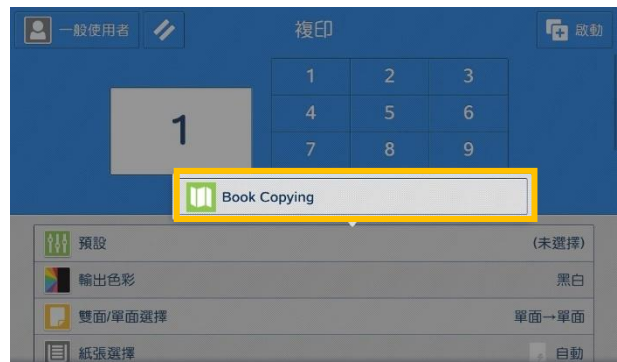 一般使用者 複印 啟動
1 2 3
1 4 5 6
7 8 9
Book Copying
預設 (未選擇)
輸出色彩 黑白
雙面/單面選擇 單面→單面
紙張選擇 自動